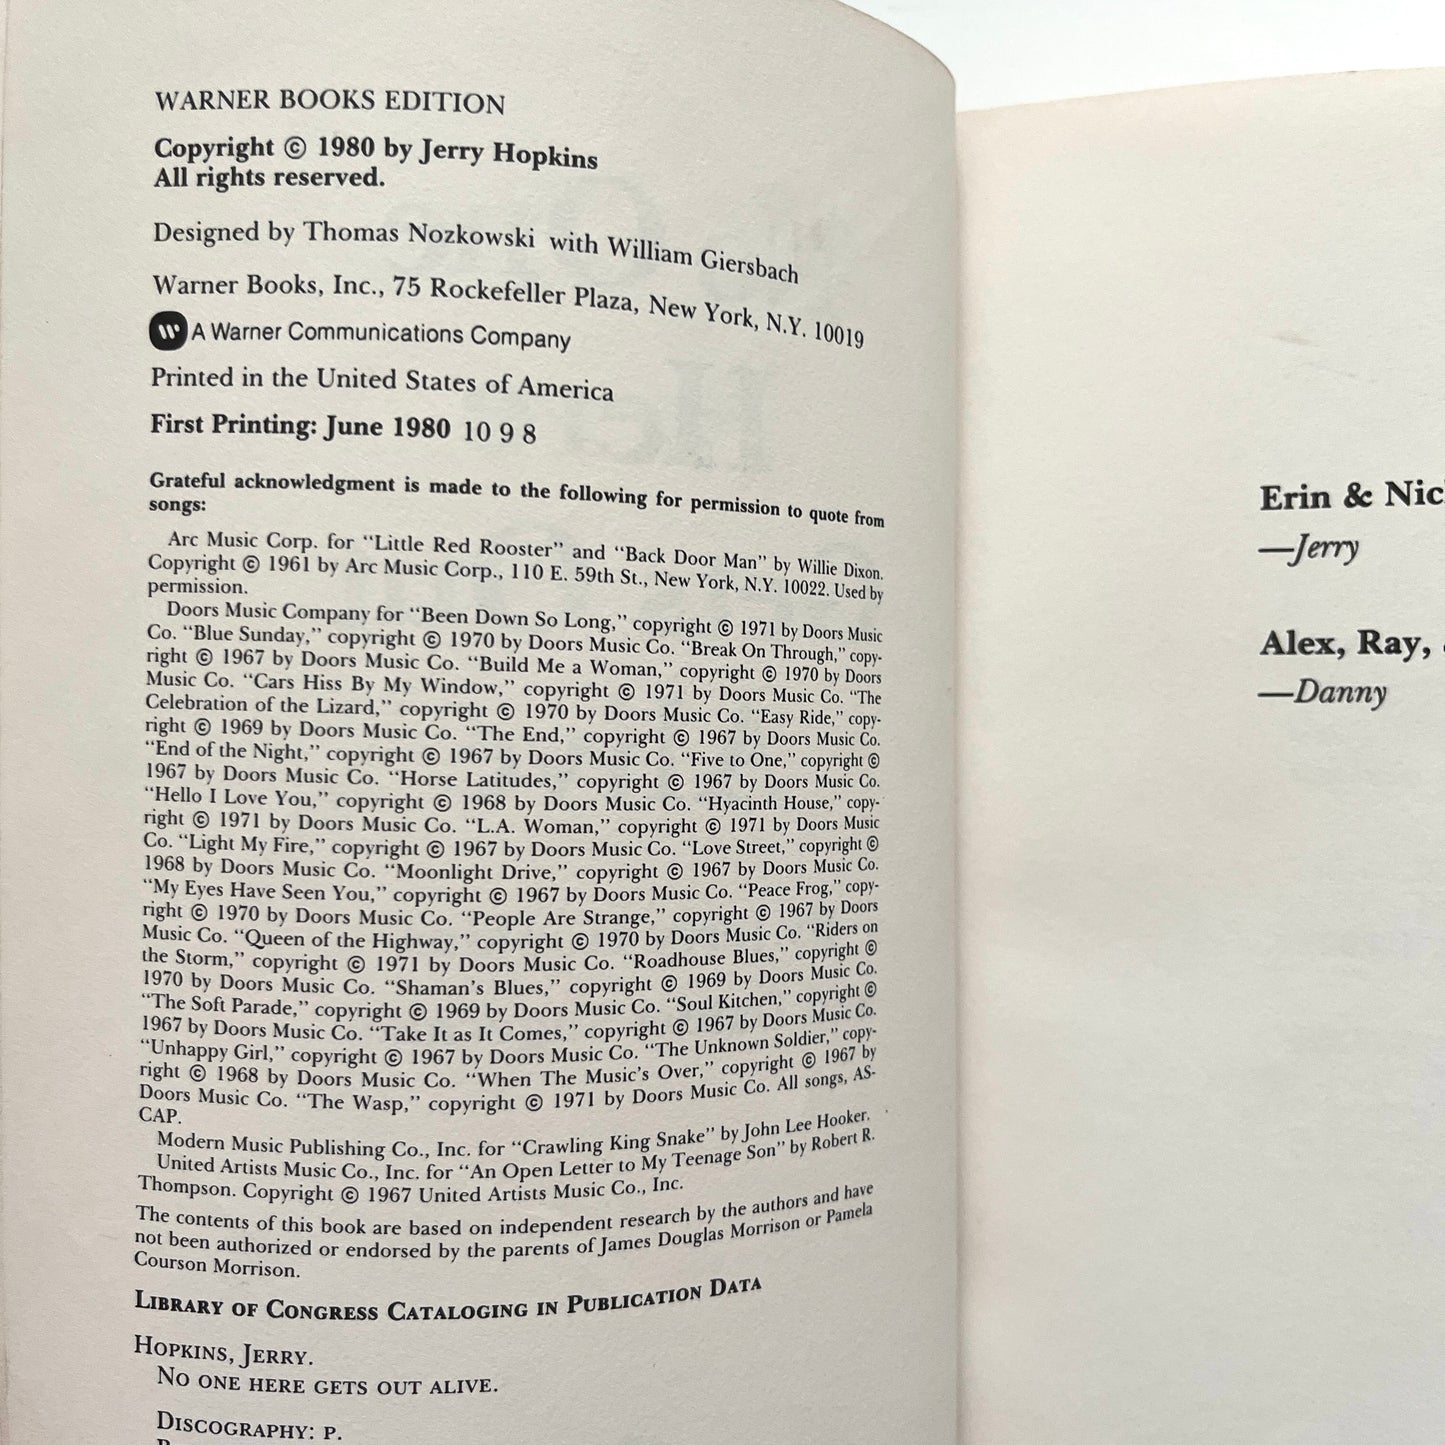 WARNER BOOKS EDITION
Copyright © 1980 by Jerry Hopkins
All rights reserved.
Designed by Thomas Nozkowski with William Giersbach
Warner Books, Inc., 75 Rockefeller Plaza, New York, N.Y. 10019
A Warner Communications Company
Printed in the United States of America
First Printing: June 1980 10 9 8
Grateful acknowledgment is made to the following for permission to quote from
songs:
Arc Music Corp. for “Little Red Rooster” and “Back Door Man” by Willie Dixon.
Copyright © 1961 by Arc Music Corp., 110 E. 59th St., New York, N.Y. 10022. Used by
permission.
Doors Music Company for “Been Down So Long,” copyright © 1971 by Doors Music
Co. “Blue Sunday,” copyright © 1970 by Doors Music Co. “Break On Through,” copy-
right © 1967 by Doors Music Co. “Build Me a Woman,” copyright © 1970 by Doors
Music Co. “Cars Hiss By My Window,” copyright © 1971 by Doors Music Co. “The
Celebration of the Lizard,” copyright © 1970 by Doors Music Co. “Easy Ride,” copy-
right © 1969 by Doors Music Co. “The End,” copyright © 1967 by Doors Music Co.
“End of the Night,” copyright © 1967 by Doors Music Co. “Five to One,” copyright ©
1967 by Doors Music Co. “Horse Latitudes,” copyright © 1967 by Doors Music Co.
“Hello I Love You,” copyright © 1968 by Doors Music Co. “Hyacinth House,” copy-
right © 1971 by Doors Music Co. “L.A. Woman,” copyright © 1971 by Doors Music
Co. “Light My Fire,” copyright © 1967 by Doors Music Co. “Love Street,” copyright ©
1968 by Doors Music Co. “Moonlight Drive,” copyright © 1967 by Doors Music Co.
“My Eyes Have Seen You,” copyright © 1967 by Doors Music Co. “Peace Frog,” copy-
right © 1970 by Doors Music Co. “People Are Strange,” copyright © 1967 by Doors
Music Co. “Queen of the Highway,” copyright © 1970 by Doors Music Co. “Riders on
the Storm,” copyright © 1971 by Doors Music Co. “Roadhouse Blues,” copyright ©
1970 by Doors Music Co. “Shaman's Blues,” copyright © 1969 by Doors Music Co.
“The Soft Parade,” copyright © 1969 by Doors Music Co. “Soul Kitchen,” copyright ©
1967 by Doors Music Co. “Take It as It Comes,” copyright © 1967 by Doors Music Co.
“Unhappy Girl,” copyright © 1967 by Doors Music Co. “The Unknown Soldier,” copy-
right © 1968 by Doors Music Co. “When The Music's Over,” copyright © 1967 by
Doors Music Co. “The Wasp,” copyright © 1971 by Doors Music Co. All songs, AS-
CAP.
Modern Music Publishing Co., Inc. for “Crawling King Snake” by John Lee Hooker.
United Artists Music Co., Inc. for “An Open Letter to My Teenage Son” by Robert R.
Thompson. Copyright © 1967 United Artists Music Co., Inc.
The contents of this book are based on independent research by the authors and have
not been authorized or endorsed by the parents of James Douglas Morrison or Pamela
Courson Morrison.
LIBRARY OF CONGRESS CATALOGING IN PUBLICATION DATA
HOPKINS, JERRY.
NO ONE HERE GETS OUT ALIVE.
DISCOGRAPHY: P.
Erin & Nic
—Jerry
Alex, Ray,
—Danny